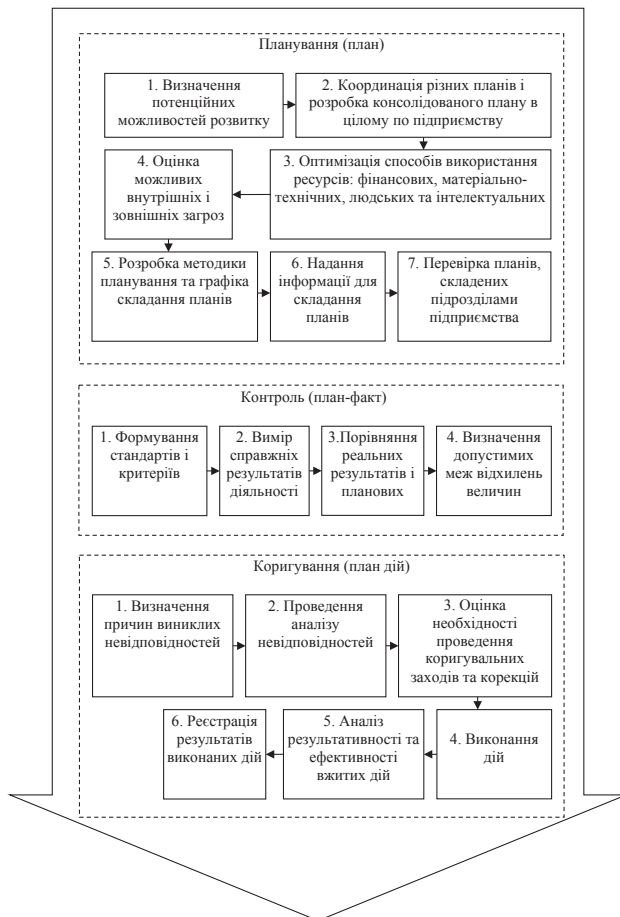 Планування (план)
1. Визначення
потенційних
можливостей розвитку
2. Координація різних планів і
розробка консолідованого плану в
цілому по підприємству
3. Оптимізація способів використання
ресурсів: фінансових, матеріально-
технічних, людських та інтелектуальних
4. Оцінка
можливих
внутрішніх і
зовнішніх загроз
5. Розробка методики
планування та графіка
складання планів
6. Надання
інформації для
складання
планів
7. Перевірка планів,
складених
підрозділами
підприємства
Контроль (план-факт)
1. Формування
стандартів і
критеріїв
2. Вимір
справжніх
результатів
діяльності
3.Порівняння
реальних
результатів і
планових
4. Визначення
допустимих
меж відхилень
величин
Коригування (план дій)
1. Визначення
причин виниклих
невідповідностей
2. Проведення
аналізу
невідповідностей
3. Оцінка
необхідності
проведення
коригувальних
заходів та корекцій
4. Виконання
дій
5. Аналіз
результативності та
ефективності
вжитих дій
6. Реєстрація
результатів
виконаних дій